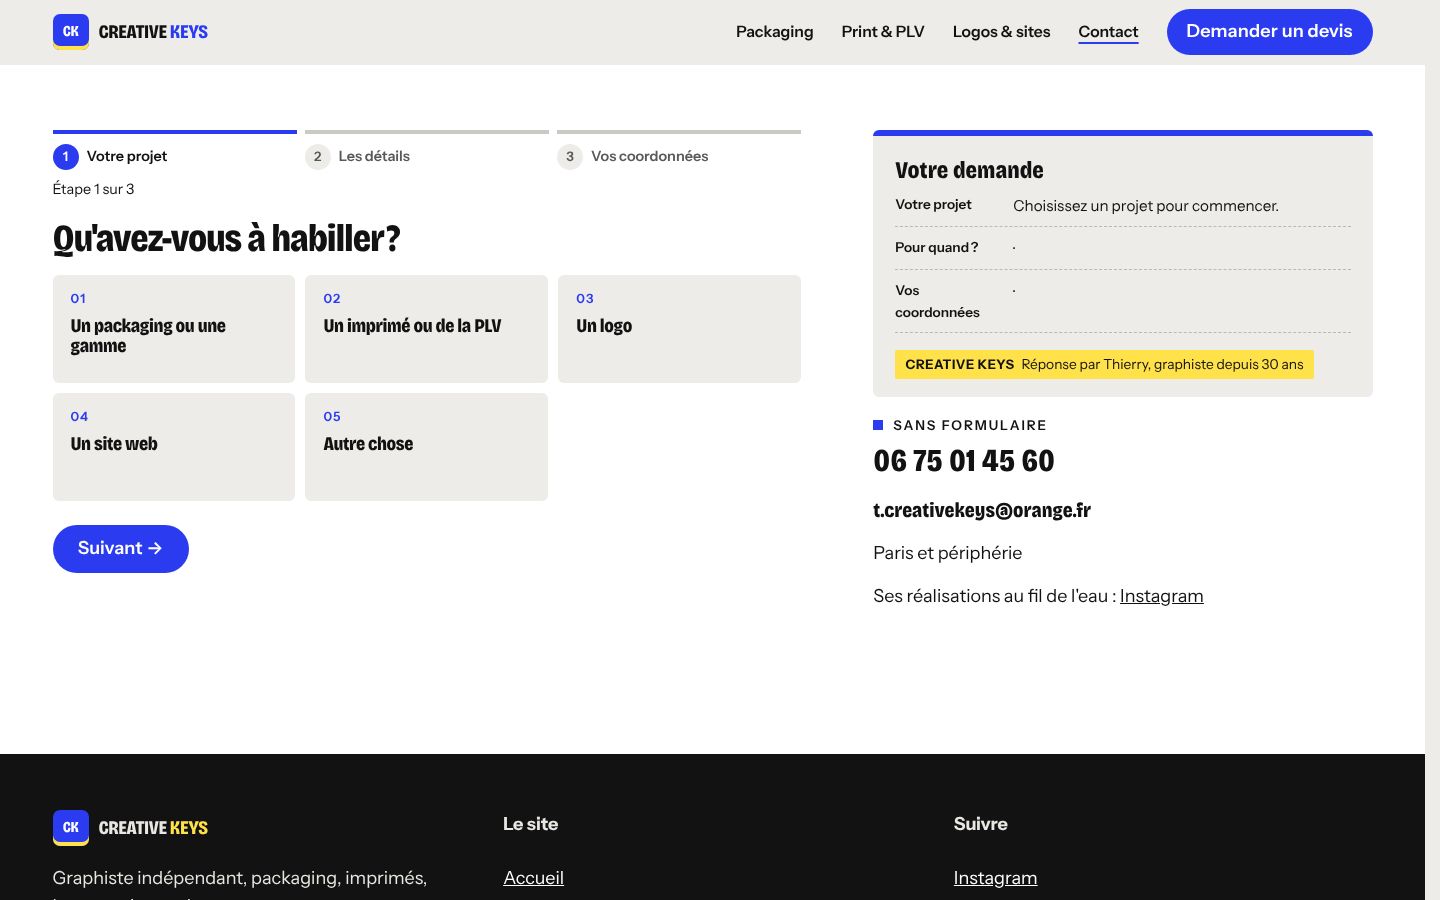 CK CREATIVE KEYS
Packaging
Print & PLV
Logos & sites
Contact
Demander un devis
1 Votre projet
2 Les détails
3 Vos coordonnées
Étape 1 sur 3
Qu'avez-vous à habiller ?
01
Un packaging ou une
gamme
02
Un imprimé ou de la PLV
03
Un logo
04
Un site web
05
Autre chose
Suivant →
Votre demande
Votre projet
Choisissez un projet pour commencer.
Pour quand ?
·
Vos
coordonnées
·
CREATIVE KEYS Réponse par Thierry, graphiste depuis 30 ans
SANS FORMULAIRE
06 75 01 45 60
t.creativekeys@orange.fr
Paris et périphérie
Ses réalisations au fil de l'eau : Instagram
CK CREATIVE KEYS
Graphiste indépendant, packaging, imprimés,
Le site
Accueil
Suivre
Instagram